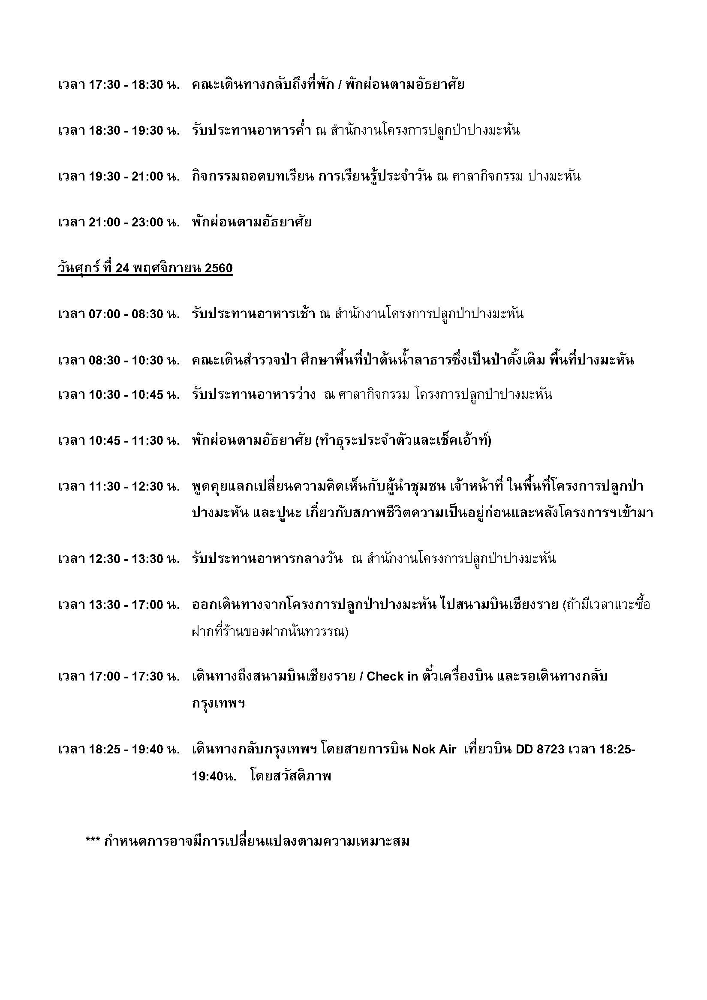 เวลา 17:30 - 18:30 น. คณะเดินทางกลับถึงที่พัก / พักผ่อนตามอัธยาศัย
เวลา 18:30 - 19:30 น. รับประทานอาหารค่ำ ณ สำนักงานโครงการปลูกป่าปางมะหัน
เวลา 19:30 - 21:00 น. กิจกรรมถอดบทเรียน การเรียนรู้ประจำวัน ณ ศาลากิจกรรม ปางมะหัน
เวลา 21:00 - 23:00 น. พักผ่อนตามอัธยาศัย
วันศุกร์ ที่ 24 พฤศจิกายน 2560
เวลา 07:00 - 08:30 น. รับประทานอาหารเช้า ณ สำนักงานโครงการปลูกป่าปางมะหัน
เวลา 08:30 - 10:30 น. คณะเดินสำรวจป่า ศึกษาพื้นที่ป่าต้นน้ำลาธารซึ่งเป็นป่าดั้งเดิม พื้นที่ปางมะหัน
เวลา 10:30 - 10:45 น. รับประทานอาหารว่าง ณ ศาลากิจกรรม โครงการปลูกป่าปางมะหัน
เวลา 10:45 - 11:30 น. พักผ่อนตามอัธยาศัย (ทำธุระประจำตัวและเช็คเอ้าท์)
เวลา 11:30 - 12:30 น. พูดคุยแลกเปลี่ยนความคิดเห็นกับผู้นำชุมชน เจ้าหน้าที่ ในพื้นที่โครงการปลูกป่า
ปางมะหัน และปูนะ เกี่ยวกับสภาพชีวิตความเป็นอยู่ก่อนและหลังโครงการฯเข้ามา
เวลา 12:30 - 13:30 น. รับประทานอาหารกลางวัน ณ สำนักงานโครงการปลูกป่าปางมะหัน
เวลา 13:30 - 17:00 น. ออกเดินทางจากโครงการปลูกป่าปางมะหัน ไปสนามบินเชียงราย (ถ้ามีเวลาแวะซื้อ
ฝากที่ร้านของฝากนันทวรรณ)
เวลา 17:00 - 17:30 น. เดินทางถึงสนามบินเชียงราย / Check in ตั๋วเครื่องบิน และรอเดินทางกลับ
กรุงเทพฯ
เวลา 18:25 - 19:40 น. เดินทางกลับกรุงเทพฯ โดยสายการบิน Nok Air เที่ยวบิน DD 8723 เวลา 18:25-
19:40น. โดยสวัสดิภาพ
*** กำหนดการอาจมีการเปลี่ยนแปลงตามความเหมาะสม